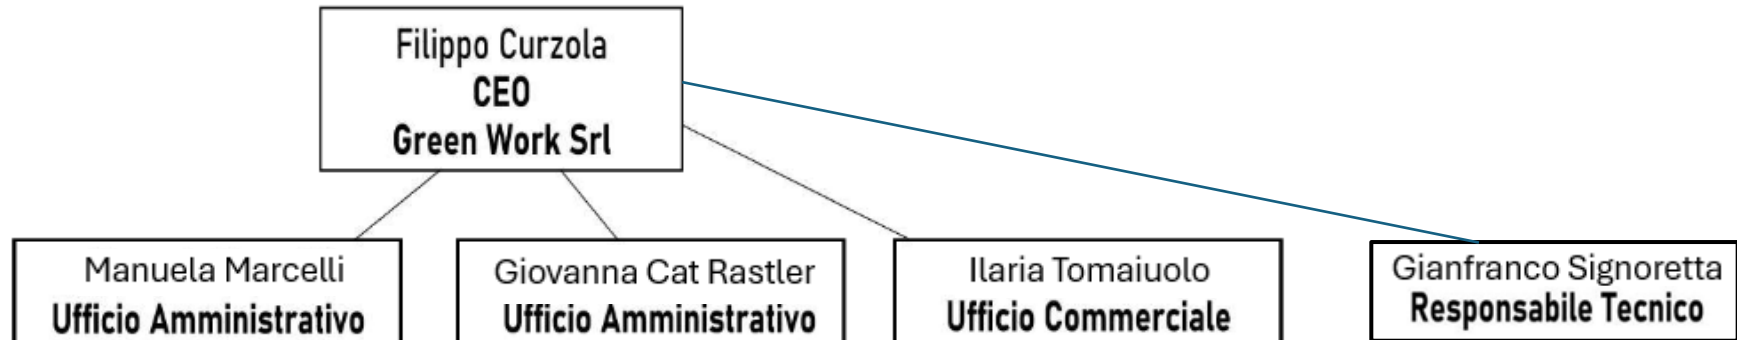 Filippo Curzola
CEO
Green Work Srl
Manuela Marcelli
Ufficio Amministrativo
Giovanna Cat Rastler
Ufficio Amministrativo
Ilaria Tomaiuolo
Ufficio Commerciale
Gianfranco Signoretta
Responsabile Tecnico